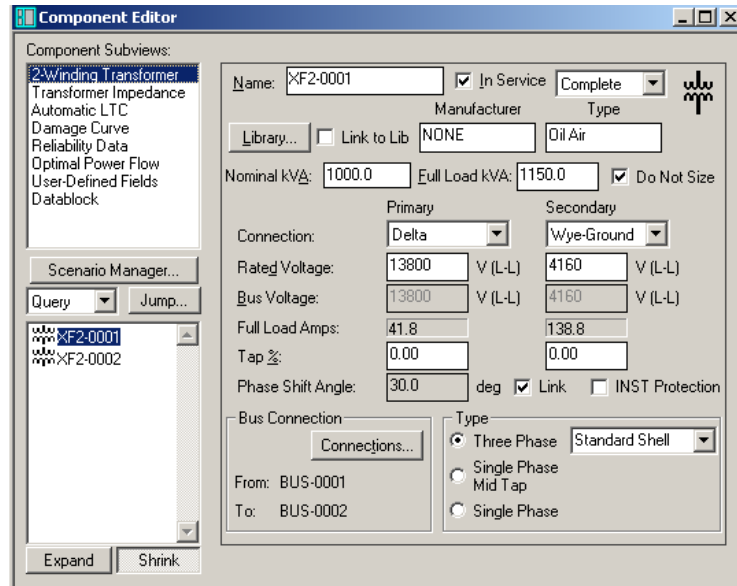 Component Editor
Component Subviews:
2-Winding Transformer
Transformer Impedance
Automatic LTC
Damage Curve
Reliability Data
Optimal Power Flow
User-Defined Fields
Datablock
Scenario Manager...
Query Jump...
XF2-0001
XF2-0002
Expand Shrink
Name: XF2-0001 In Service Complete
Manufacturer Type
Library... Link to Lib NONE Oil Air
Nominal kVA: 1000.0 Full Load kVA: 1150.0 Do Not Size
Primary Secondary
Connection: Delta Wye-Ground
Rated Voltage: 13800 V (L-L) 4160 V (L-L)
Bus Voltage: 13800 V (L-L) 4160 V (L-L)
Full Load Amps: 41.8 138.8
Tap %: 0.00 0.00
Phase Shift Angle: 30.0 deg Link INST Protection
Bus Connection
Connections...
From: BUS-0001
To: BUS-0002
Type
Three Phase Standard Shell
Single Phase
Mid Tap
Single Phase